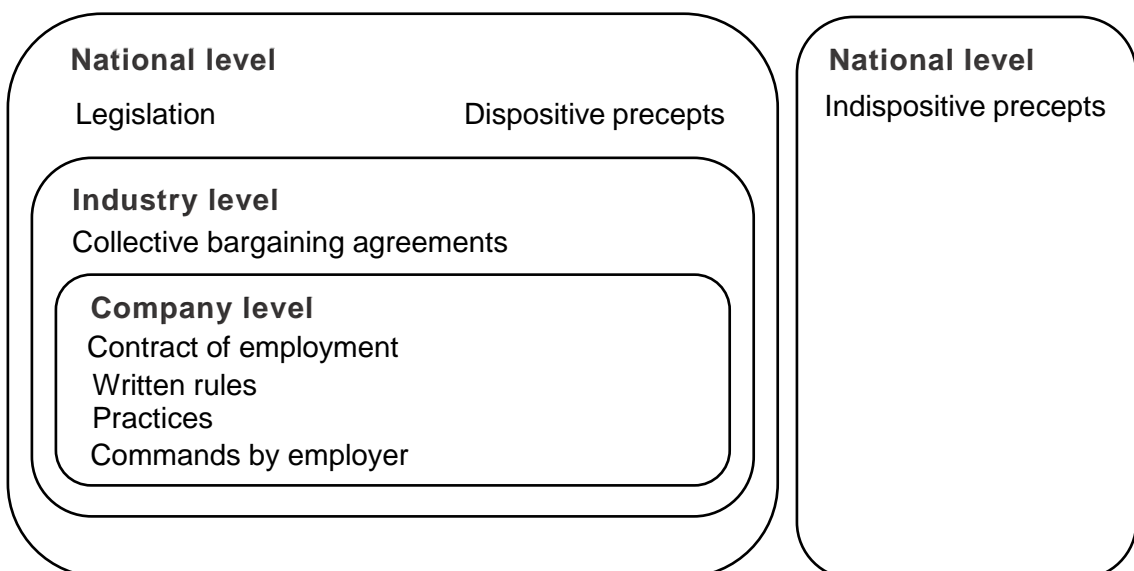 National level
Legislation Dispositive precepts
Industry level
Collective bargaining agreements
Company level
Contract of employment
Written rules
Practices
Commands by employer
National level
Indispositive precepts